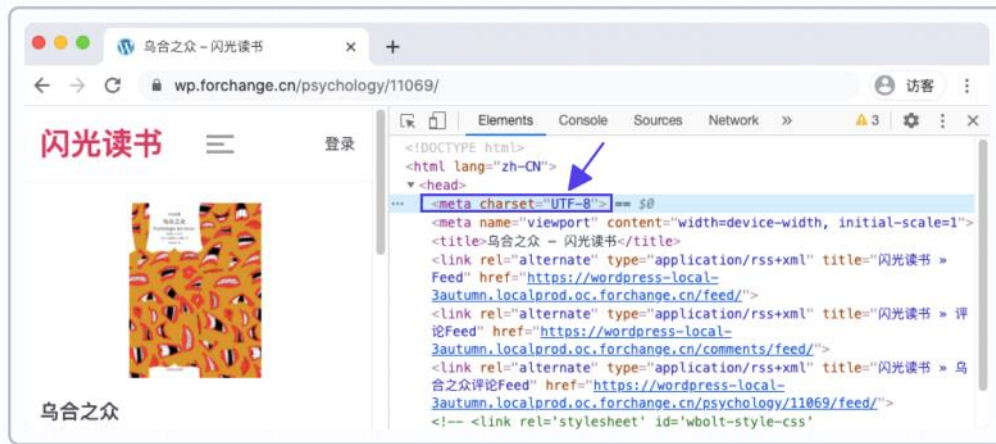 乌合之众 – 闪光读书
wp.forchange.cn/psychology/11069/
访客
闪光读书
登录
乌合之众
Elements Console Sources Network » 3
<!DOCTYPE html>
<html lang="zh-CN">
▼<head>
··· <meta charset="UTF-8"> == $0
<meta name="viewport" content="width=device-width, initial-scale=1">
<title>乌合之众 – 闪光读书</title>
<link rel="alternate" type="application/rss+xml" title="闪光读书 »
Feed" href="https://wordpress-local-
3autumn.localprod.oc.forchange.cn/feed/">
<link rel="alternate" type="application/rss+xml" title="闪光读书 » 评
论Feed" href="https://wordpress-local-
3autumn.localprod.oc.forchange.cn/comments/feed/">
<link rel="alternate" type="application/rss+xml" title="闪光读书 » 乌
合之众评论Feed" href="https://wordpress-local-
3autumn.localprod.oc.forchange.cn/psychology/11069/feed/">
<!-- <link rel='stylesheet' id='wbolt-style-css'